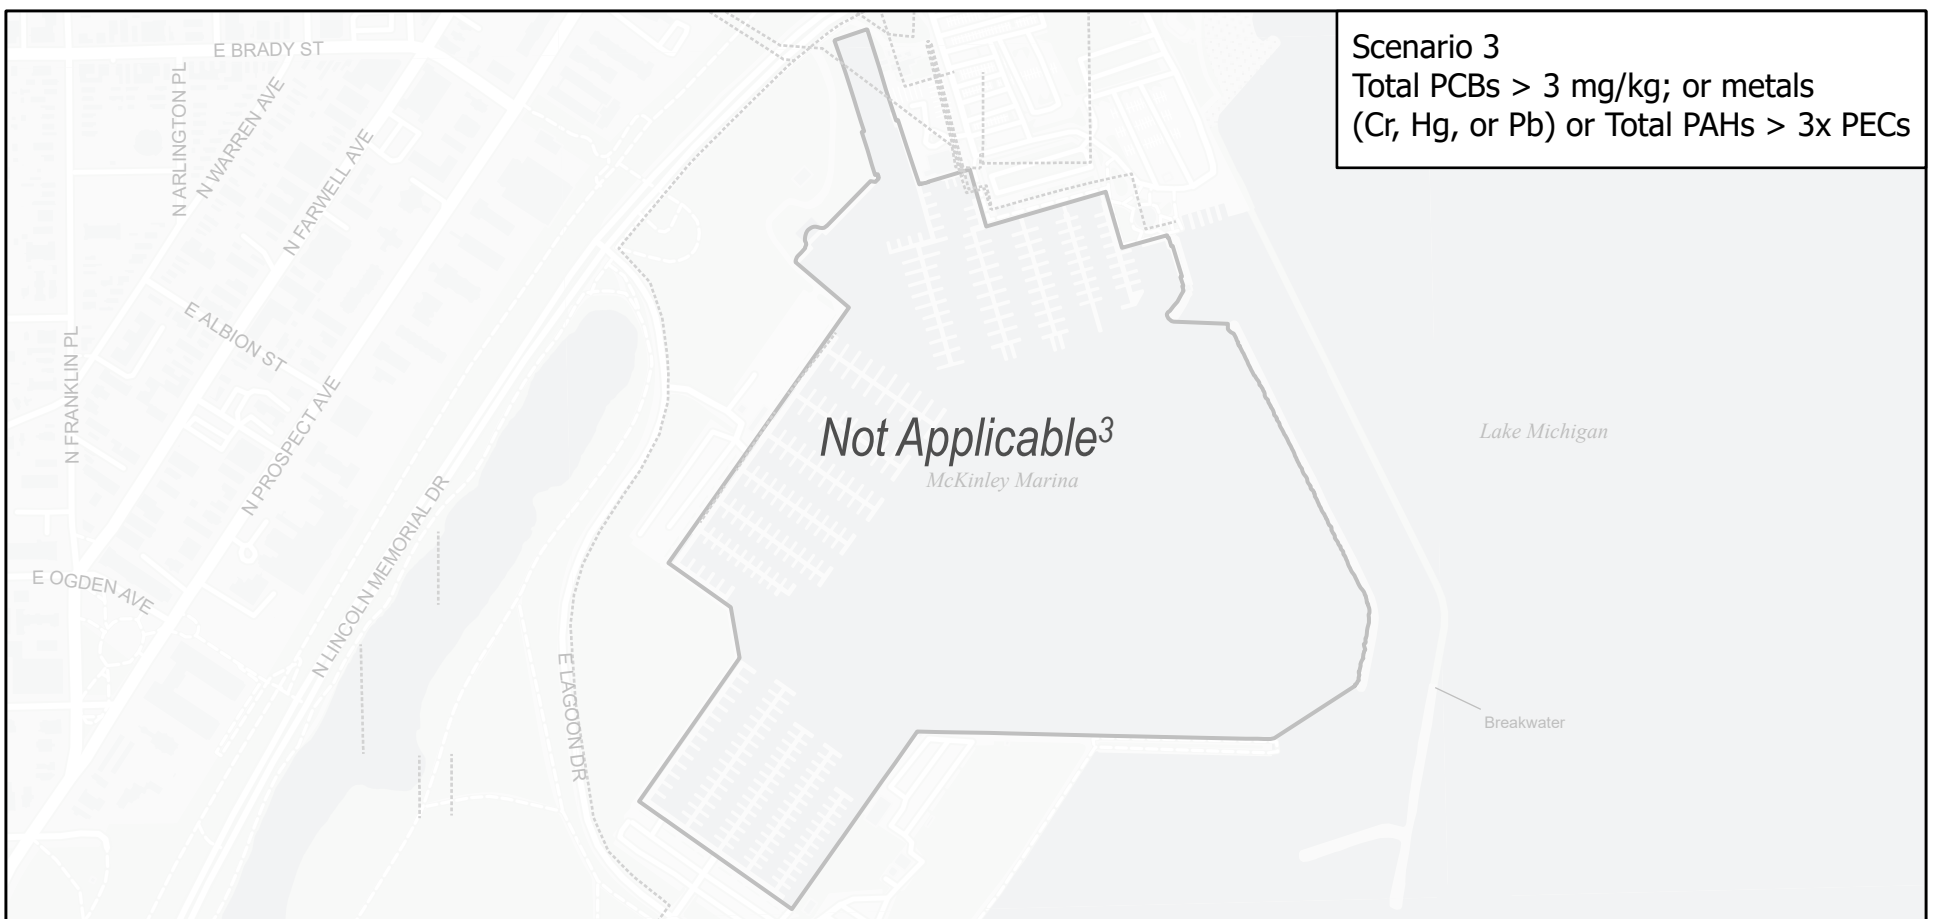 Scenario 3
Total PCBs > 3 mg/kg; or metals
(Cr, Hg, or Pb) or Total PAHs > 3x PECs
E BRADY ST
N ARLINGTON PL
N WARREN AVE
N FARWELL AVE
E ALBION ST
N FRANKLIN PL
N PROSPECT AVE
Not Applicable³
McKinley Marina
Lake Michigan
N LINCOLN MEMORIAL DR
E OGDEN AVE
E LAGOON DR
Breakwater